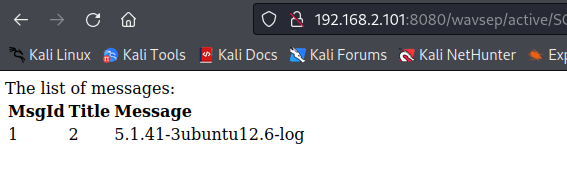 192.168.2.101:8080/wavsep/active/S
Kali Linux Kali Tools Kali Docs Kali Forums Kali NetHunter Exp
The list of messages:
MsgId Title Message
1 2 5.1.41-3ubuntu12.6-log